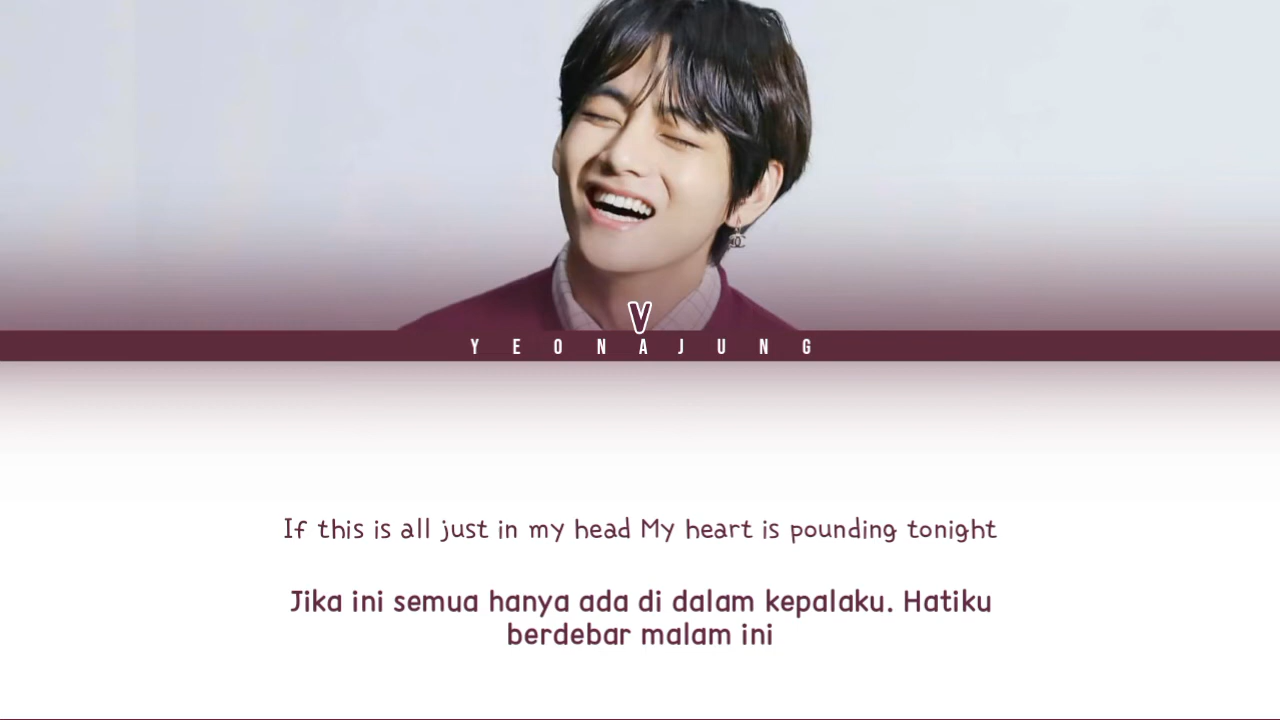 V
YEONAJUNG
If this is all just in my head My heart is pounding tonight
Jika ini semua hanya ada di dalam kepalaku. Hatiku
berdebar malam ini